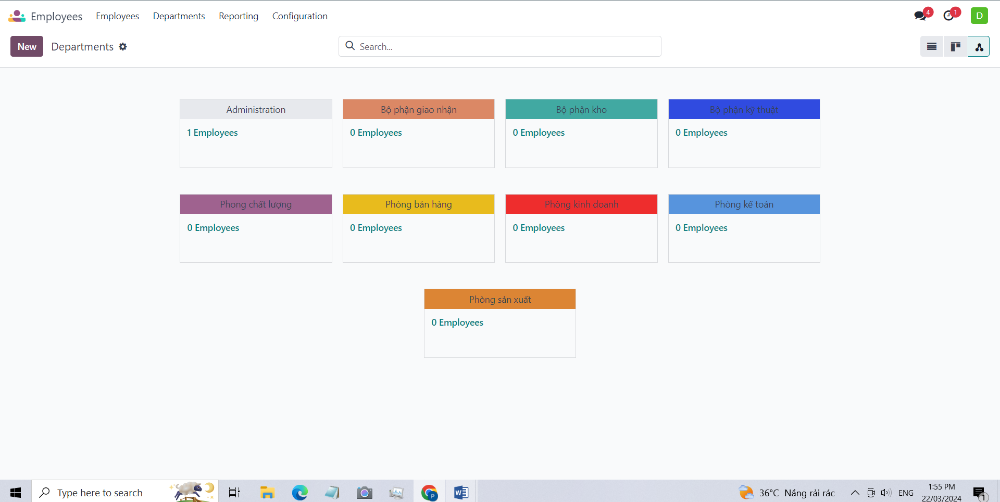 Employees Employees Departments Reporting Configuration 4 1 D
New Departments Search...
Administration Bộ phận giao nhận Bộ phận kho Bộ phận kỹ thuật
1 Employees 0 Employees 0 Employees 0 Employees
Phong chất lượng Phòng bán hàng Phòng kinh doanh Phòng kế toán
0 Employees 0 Employees 0 Employees 0 Employees
Phòng sản xuất
0 Employees
Type here to search P W 36°C Nắng rải rác ENG 1:55 PM 1
22/03/2024